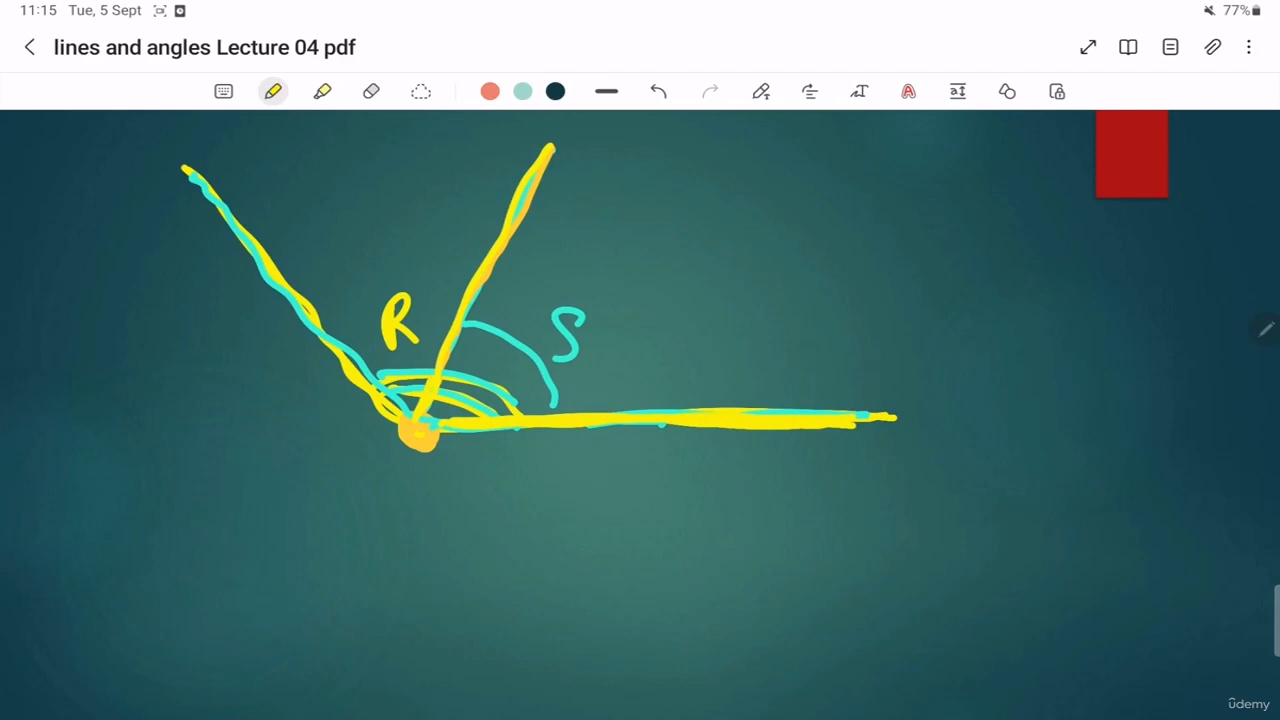 11:15 Tue, 5 Sept 77%
lines and angles Lecture 04 pdf
R
S
ûdemy